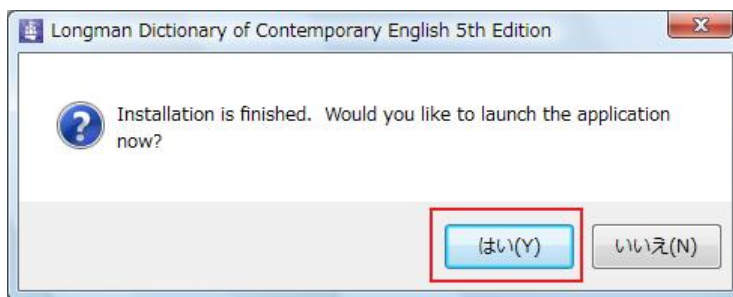 Longman Dictionary of Contemporary English 5th Edition
Installation is finished.  Would you like to launch the application
now?
はい(Y)
いいえ(N)